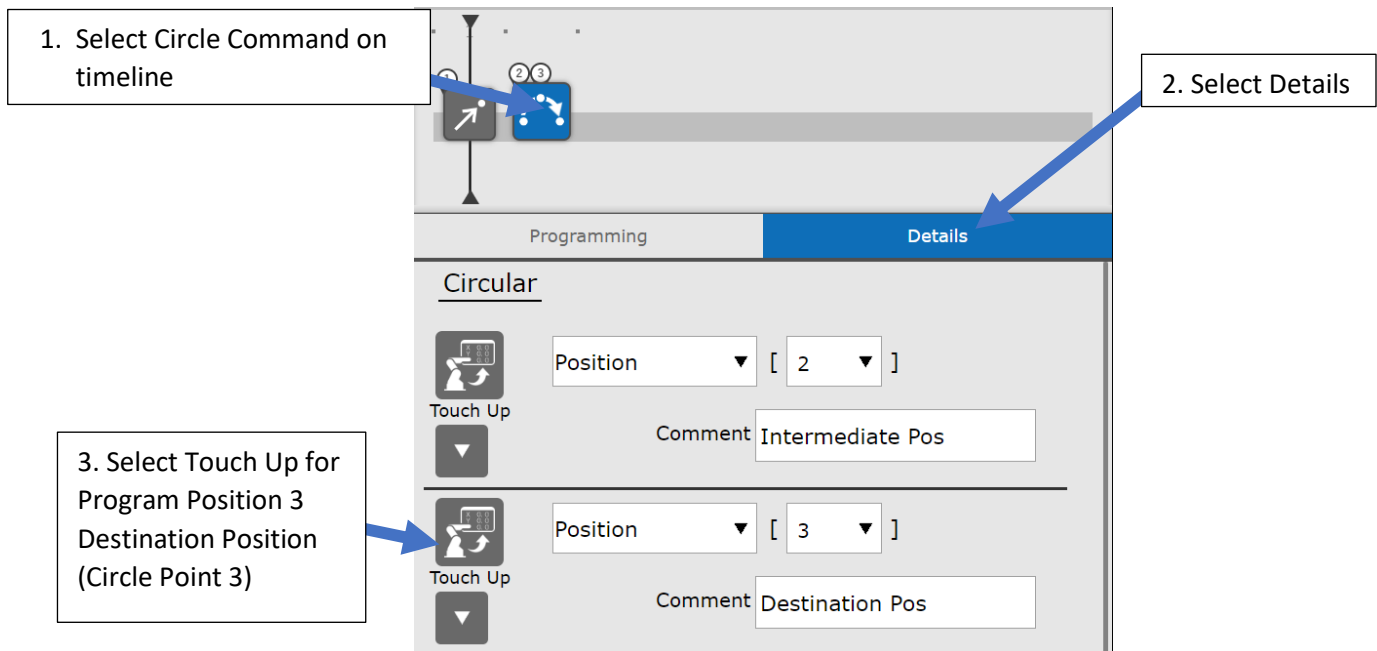 1. Select Circle Command on
timeline
2. Select Details
1
2 3
Programming
Details
Circular
Position ▼ [ 2 ▼ ]
Touch Up
Comment Intermediate Pos
3. Select Touch Up for
Program Position 3
Destination Position
(Circle Point 3)
Position ▼ [ 3 ▼ ]
Touch Up
Comment Destination Pos